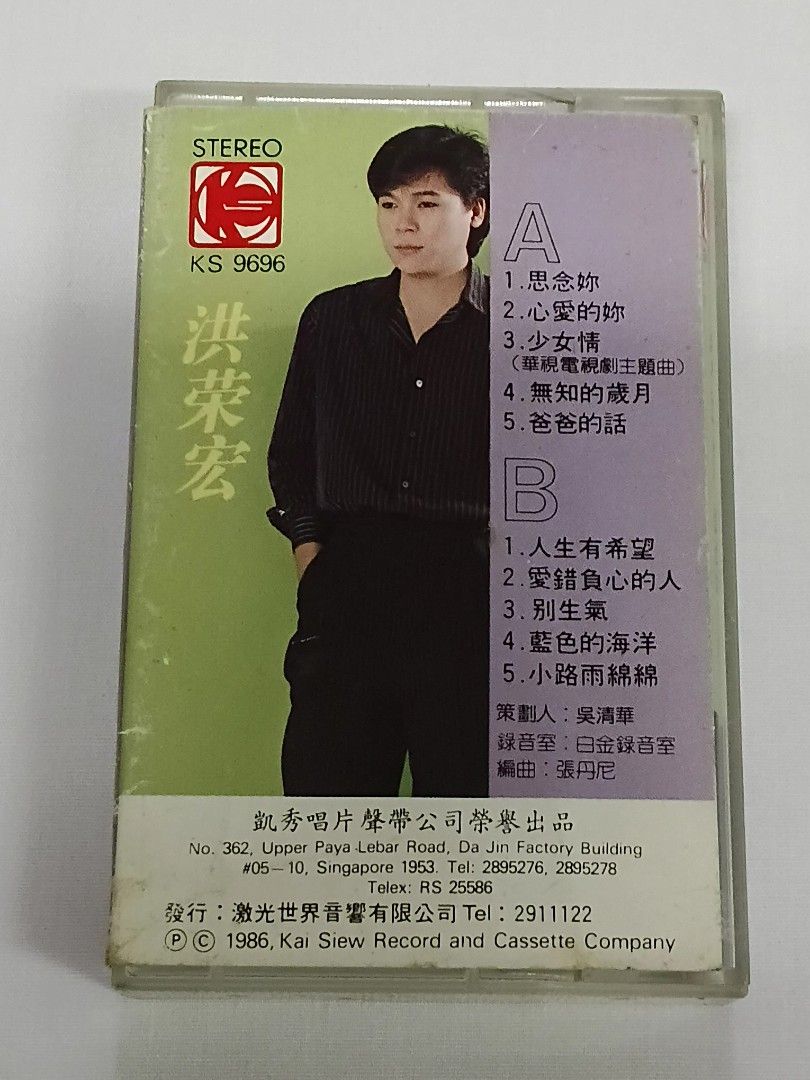 STEREO
KS
KS 9696
洪荣宏
A
1.思念妳
2.心愛的妳
3.少女情
（華視電視劇主題曲）
4.無知的歲月
5.爸爸的話
B
1.人生有希望
2.愛錯負心的人
3.別生氣
4.藍色的海洋
5.小路雨綿綿
策劃人：吳清華
錄音室：白金錄音室
編曲：張丹尼
凱秀唱片聲帶公司榮譽出品
No. 362, Upper Paya Lebar Road, Da Jin Factory Building
#05–10, Singapore 1953. Tel: 2895276, 2895278
Telex: RS 25586
發行：激光世界音響有限公司 Tel: 2911122
Ⓟ © 1986, Kai Siew Record and Cassette Company